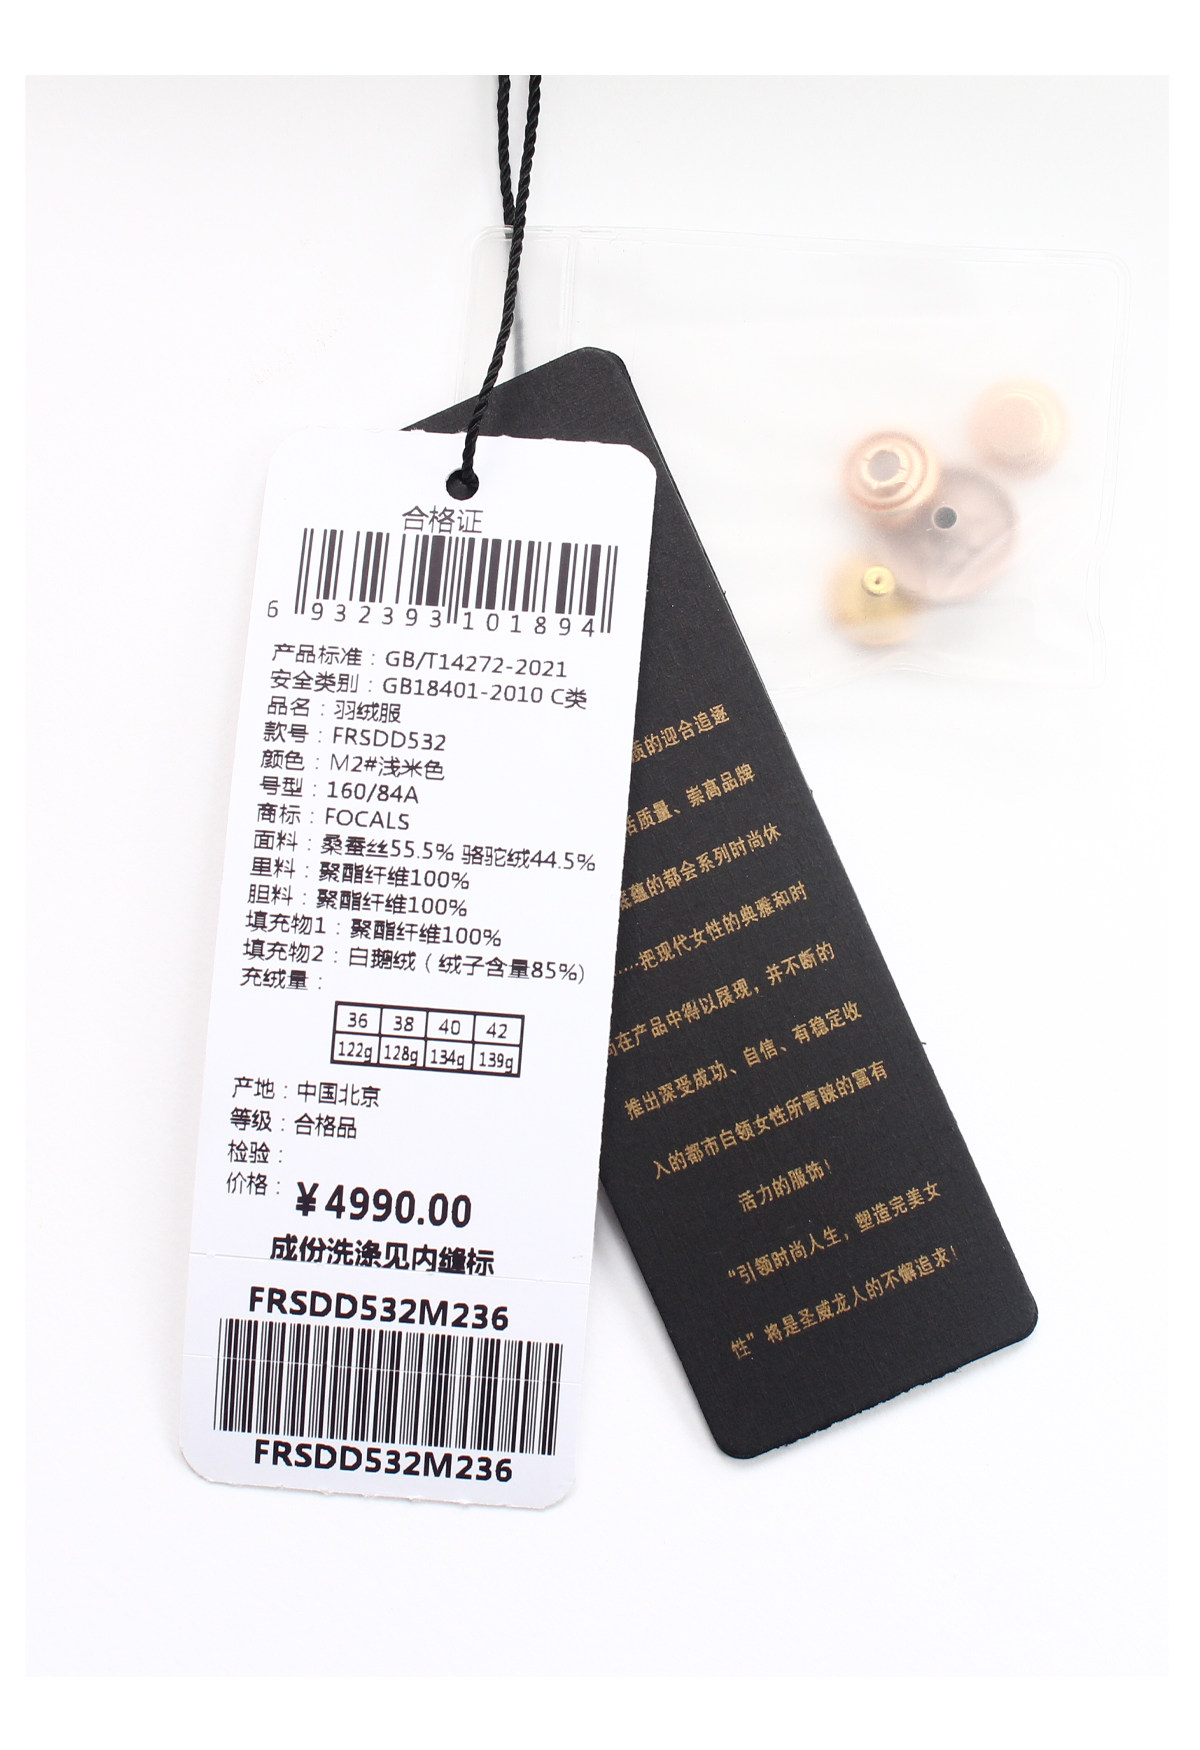 合格证
6 932393 101894
产品标准：GB/T14272-2021
安全类别：GB18401-2010 C类
品名：羽绒服
款号：FRSDD532
颜色：M2#浅米色
号型：160/84A
商标：FOCALS
面料：桑蚕丝55.5% 骆驼绒44.5%
里料：聚酯纤维100%
胆料：聚酯纤维100%
填充物1：聚酯纤维100%
填充物2：白鹅绒（绒子含量85%）
充绒量：
36 38 40 42
122g 128g 134g 139g
产地：中国北京
等级：合格品
检验：
价格：￥4990.00
成份洗涤见内缝标
FRSDD532M236
FRSDD532M236
质的迎合追逐
质量、崇高品牌
蕴的都会系列时尚休
……把现代女性的典雅和时
尚在产品中得以展现，并不断的
推出深受成功、自信、有稳定收
入的都市白领女性所青睐的富有
活力的服饰！
“引领时尚人生，塑造完美女
性”将是圣威龙人的不懈追求！